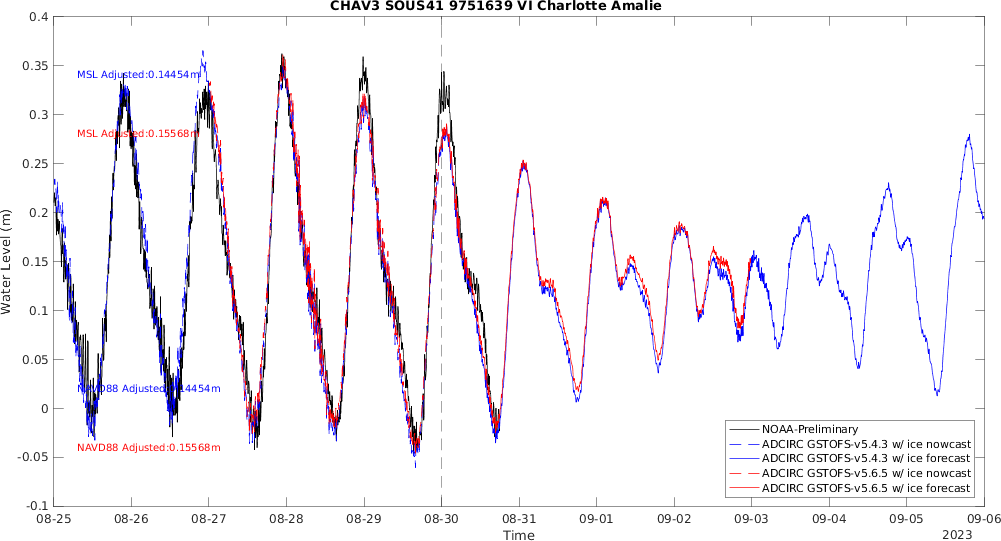 CHAV3 SOUS41 9751639 VI Charlotte Amalie
0.4
0.35
0.3
0.25
0.2
0.15
0.1
0.05
0
-0.05
-0.1
Water Level (m)
MSL Adjusted:0.14454m
MSL Adjusted:0.15568m
NAVD88 Adjusted:0.14454m
NAVD88 Adjusted:0.15568m
NOAA-Preliminary
ADCIRC GSTOFS-v5.4.3 w/ ice nowcast
ADCIRC GSTOFS-v5.4.3 w/ ice forecast
ADCIRC GSTOFS-v5.6.5 w/ ice nowcast
ADCIRC GSTOFS-v5.6.5 w/ ice forecast
08-25 08-26 08-27 08-28 08-29 08-30 08-31 09-01 09-02 09-03 09-04 09-05 09-06
Time
2023